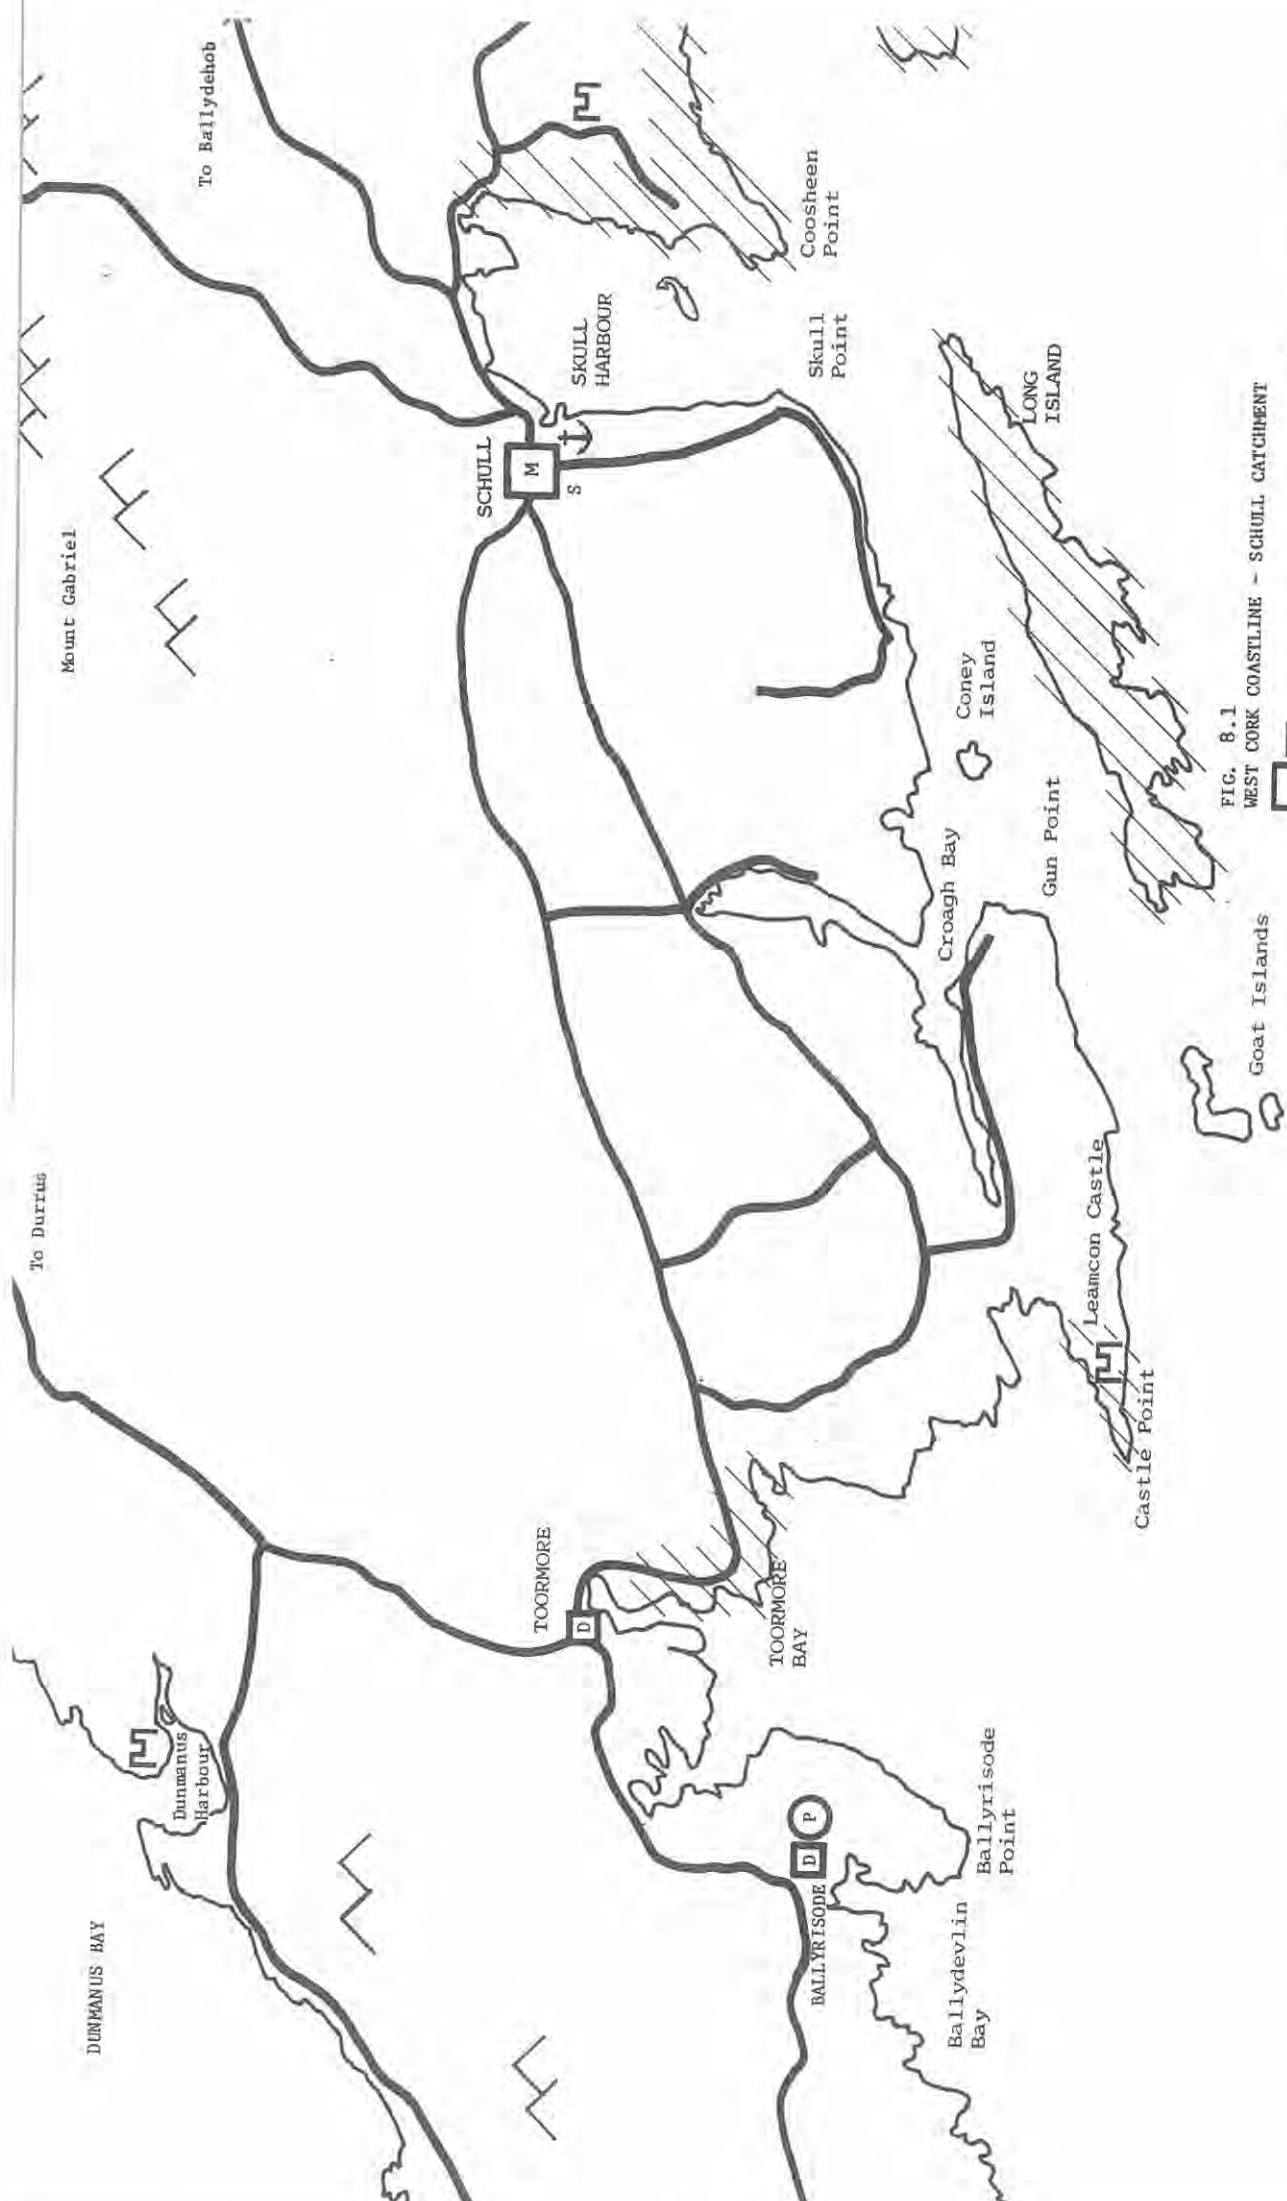 To Durrus
Mount Gabriel
To Ballydehob
DUNMANUS BAY
Dunmanus
Harbour
TOORMORE
SCHULL
M
S
SKULL
HARBOUR
D
TOORMORE
BAY
BALLYRISODE
D
P
Ballydevlin
Bay
Ballyrisode
Point
Castle Point
Leamcon Castle
Croagh Bay
Gun Point
Coney
Island
Skull
Point
Coosheen
Point
LONG
ISLAND
Goat Islands
FIG. 8.1
WEST CORK COASTLINE - SCHULL CATCHMENT